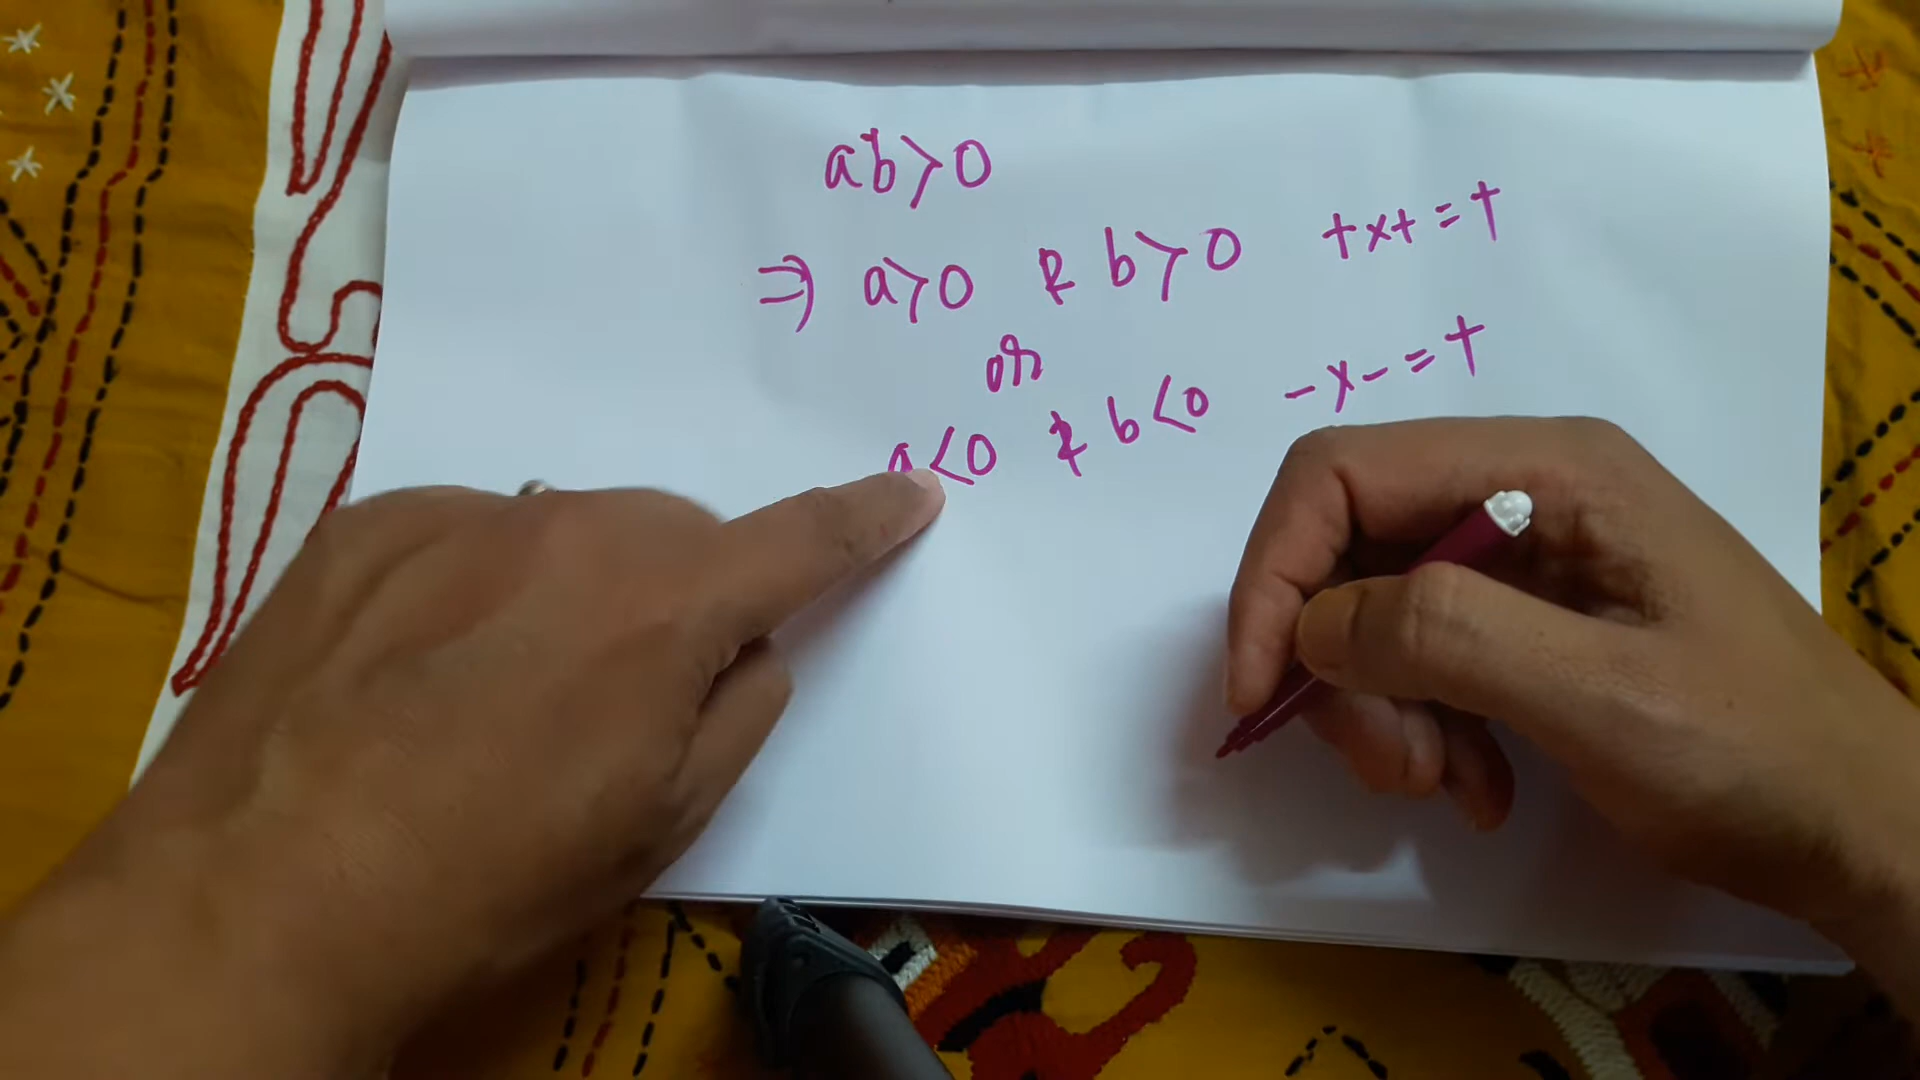 ab>0
⇒ a>0 & b>0 +x+=+
or
a<0 & b<0 -x-=+